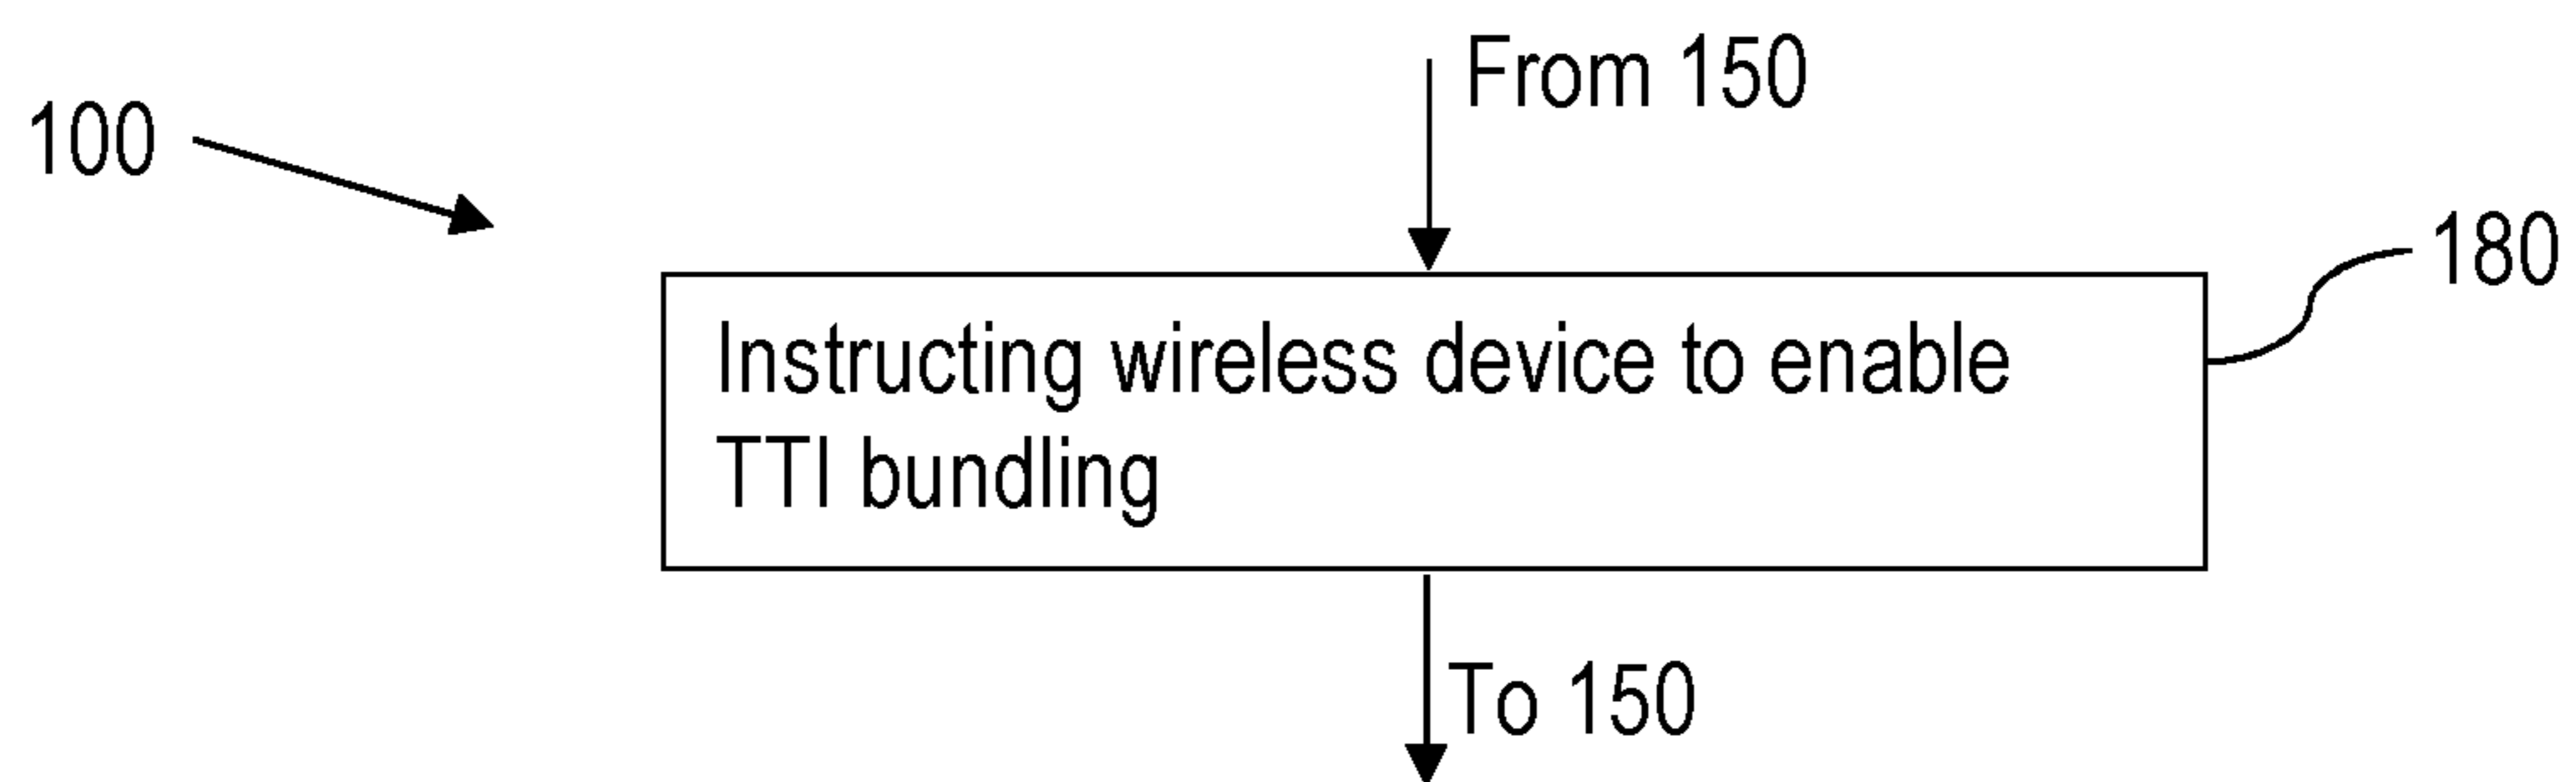 From 150
100
180
Instructing wireless device to enable
TTI bundling
To 150